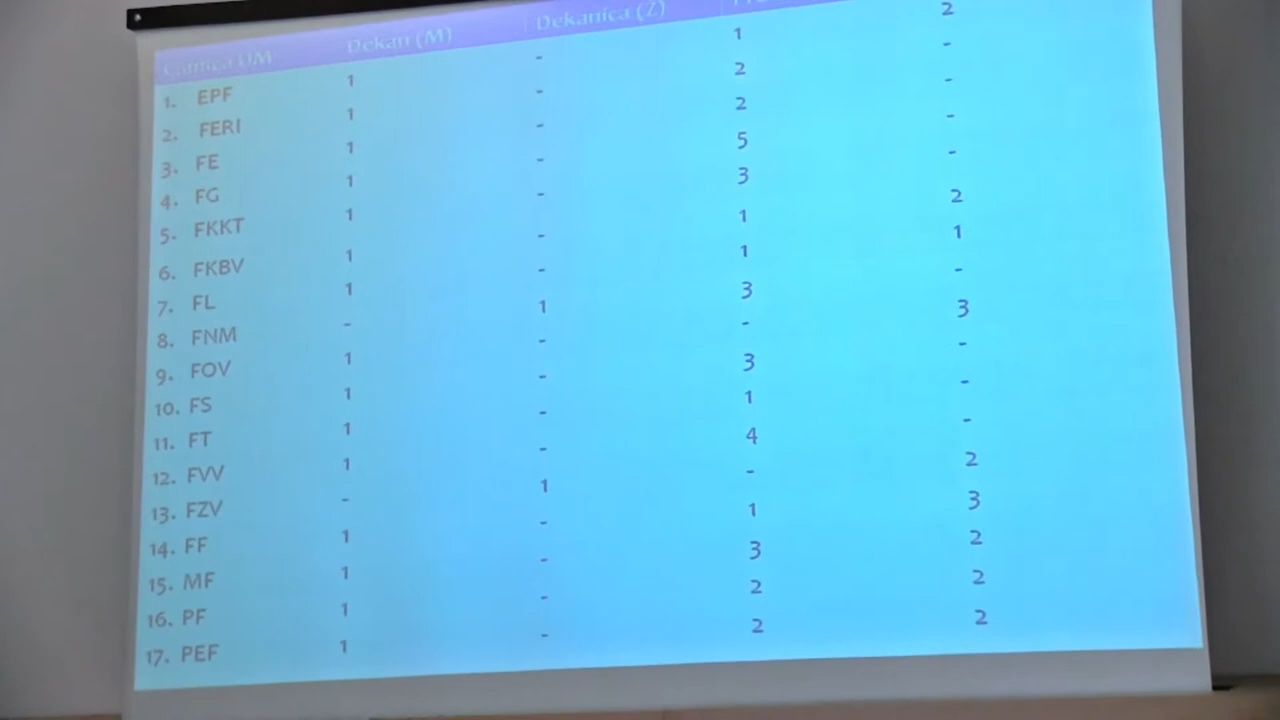 Članica UM Dekan (M) Dekanica (Ž)
1. EPF 1 - 1 2
2. FERI 1 - 2 -
3. FE 1 - 2 -
4. FG 1 - 5 -
5. FKKT 1 - 3 -
6. FKBV 1 - 1 2
7. FL 1 - 1 1
8. FNM - 1 3 -
9. FOV 1 - - 3
10. FS 1 - 3 -
11. FT 1 - 1 -
12. FVV 1 - 4 -
13. FZV - 1 - 2
14. FF 1 - 1 3
15. MF 1 - 3 2
16. PF 1 - 2 2
17. PEF 1 - 2 2